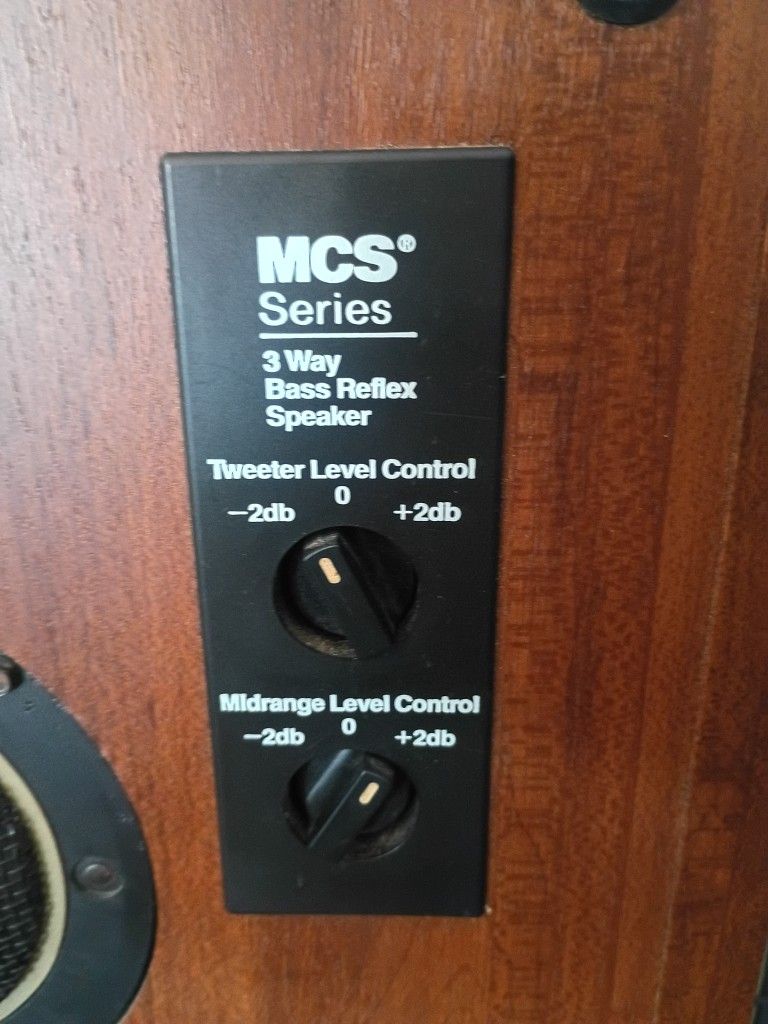 MCS®
Series
3 Way
Bass Reflex
Speaker
Tweeter Level Control
0
-2db +2db
Midrange Level Control
0
-2db +2db